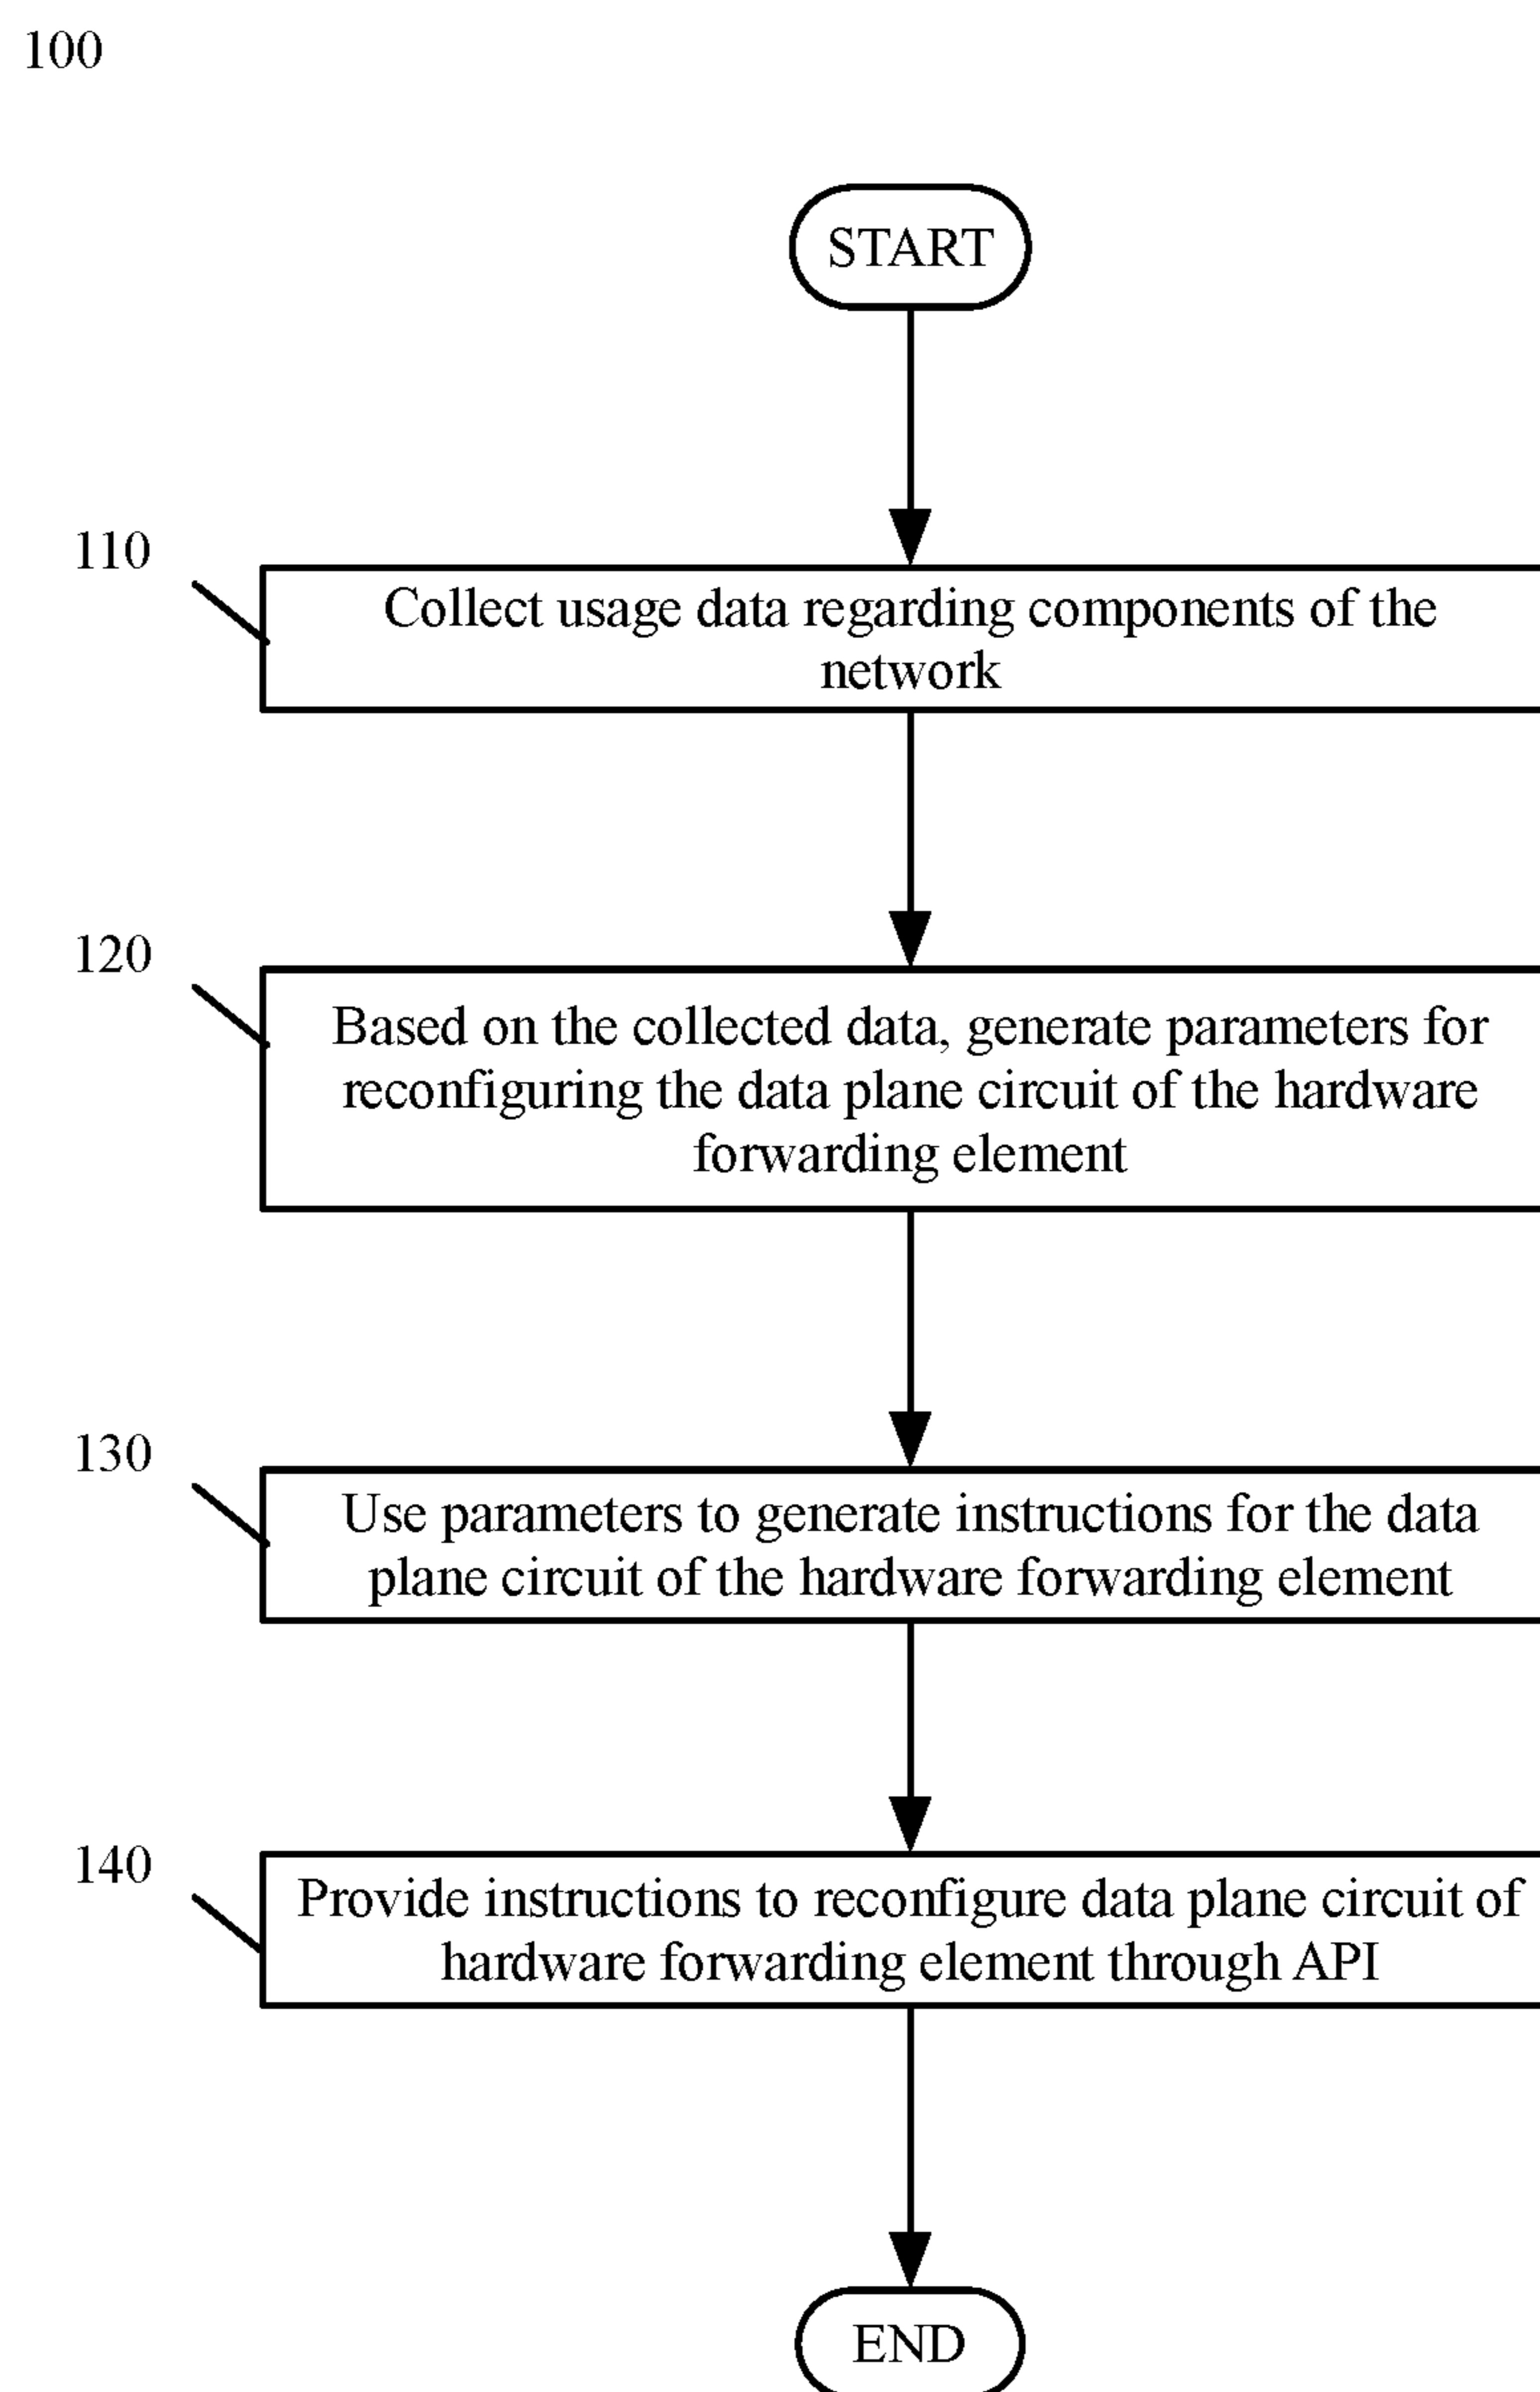 100
START
110
Collect usage data regarding components of the
network
120
Based on the collected data, generate parameters for
reconfiguring the data plane circuit of the hardware
forwarding element
130
Use parameters to generate instructions for the data
plane circuit of the hardware forwarding element
140
Provide instructions to reconfigure data plane circuit of
hardware forwarding element through API
END